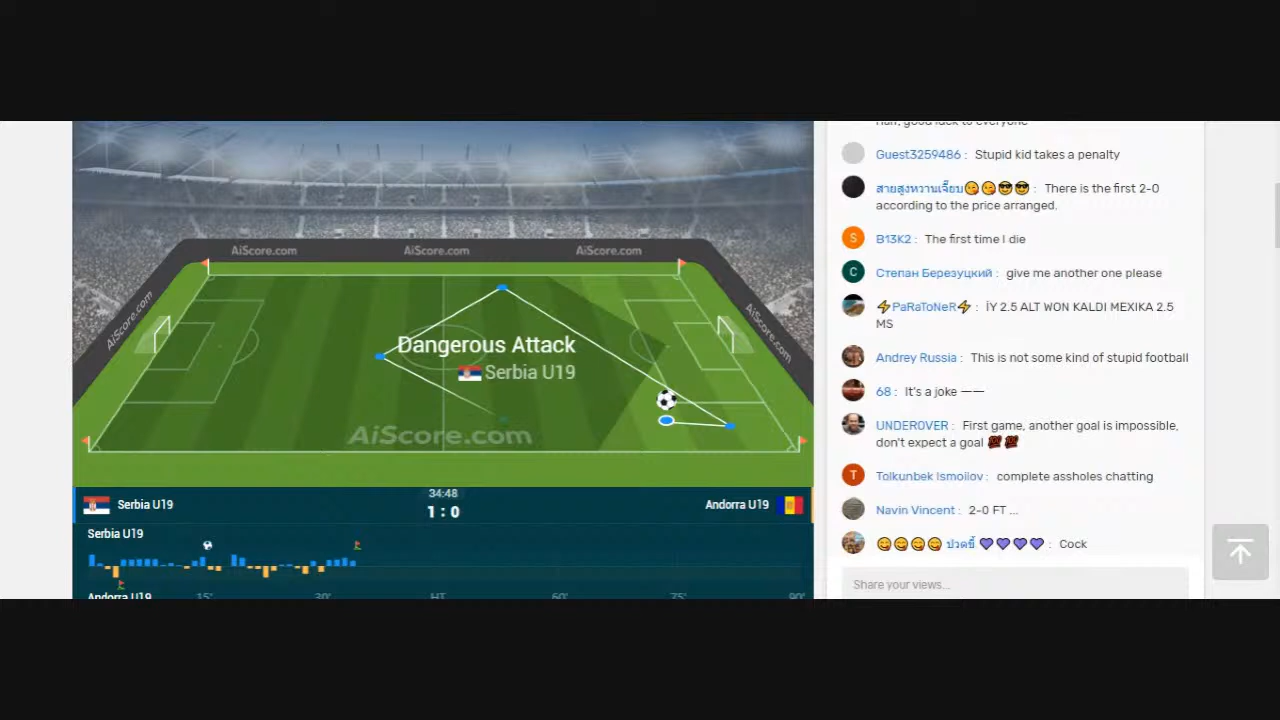 AiScore.com
AiScore.com
AiScore.com
AiScore.com
AiScore.com
Dangerous Attack
Serbia U19
AiScore.com
34:48
Serbia U19
1 : 0
Andorra U19
Serbia U19
Andorra U19
15'
30'
HT
60'
75'
90'
half, good luck to everyone
Guest3259486 : Stupid kid takes a penalty
สายสูงหวานเจี๊ยบ😋😋😎😎 : There is the first 2-0
according to the price arranged.
S
B13K2 : The first time I die
C
Степан Березуцкий : give me another one please
⚡PaRaToNeR⚡ : İY 2.5 ALT WON KALDI MEXIKA 2.5
MS
Andrey Russia : This is not some kind of stupid football
68 : It's a joke ——
UNDEROVER : First game, another goal is impossible,
don't expect a goal 💯 💯
T
Tolkunbek Ismoilov : complete assholes chatting
Navin Vincent : 2-0 FT ...
😋😋😋😋 ปวดขี้ 💜💜💜💜 : Cock
Share your views...